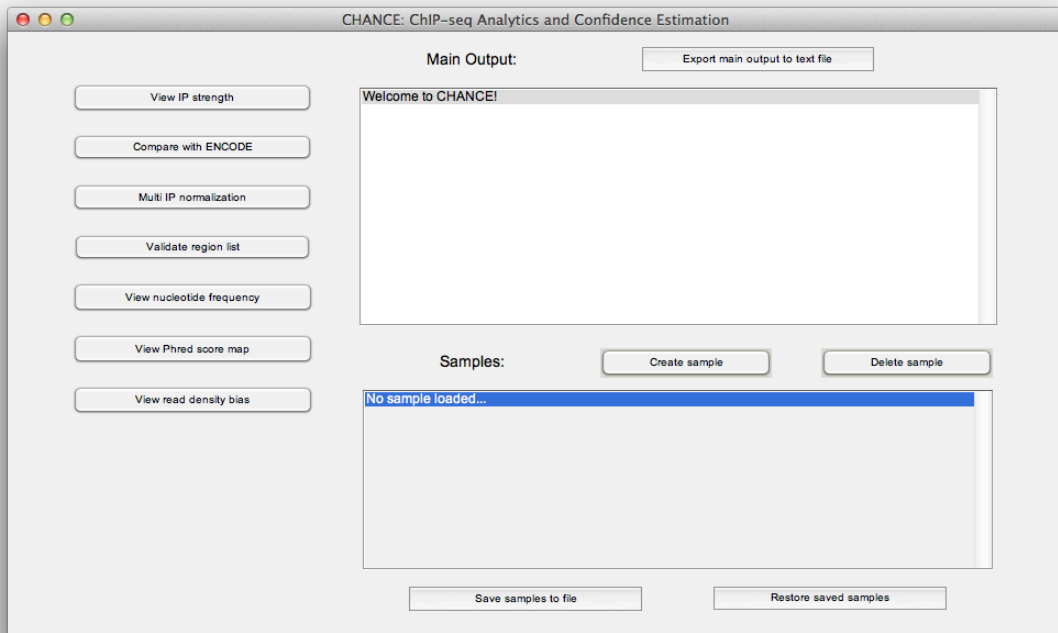 CHANCE: ChIP-seq Analytics and Confidence Estimation
Main Output:
Export main output to text file
View IP strength
Compare with ENCODE
Multi IP normalization
Validate region list
View nucleotide frequency
View Phred score map
View read density bias
Welcome to CHANCE!
Samples:
Create sample
Delete sample
No sample loaded...
Save samples to file
Restore saved samples